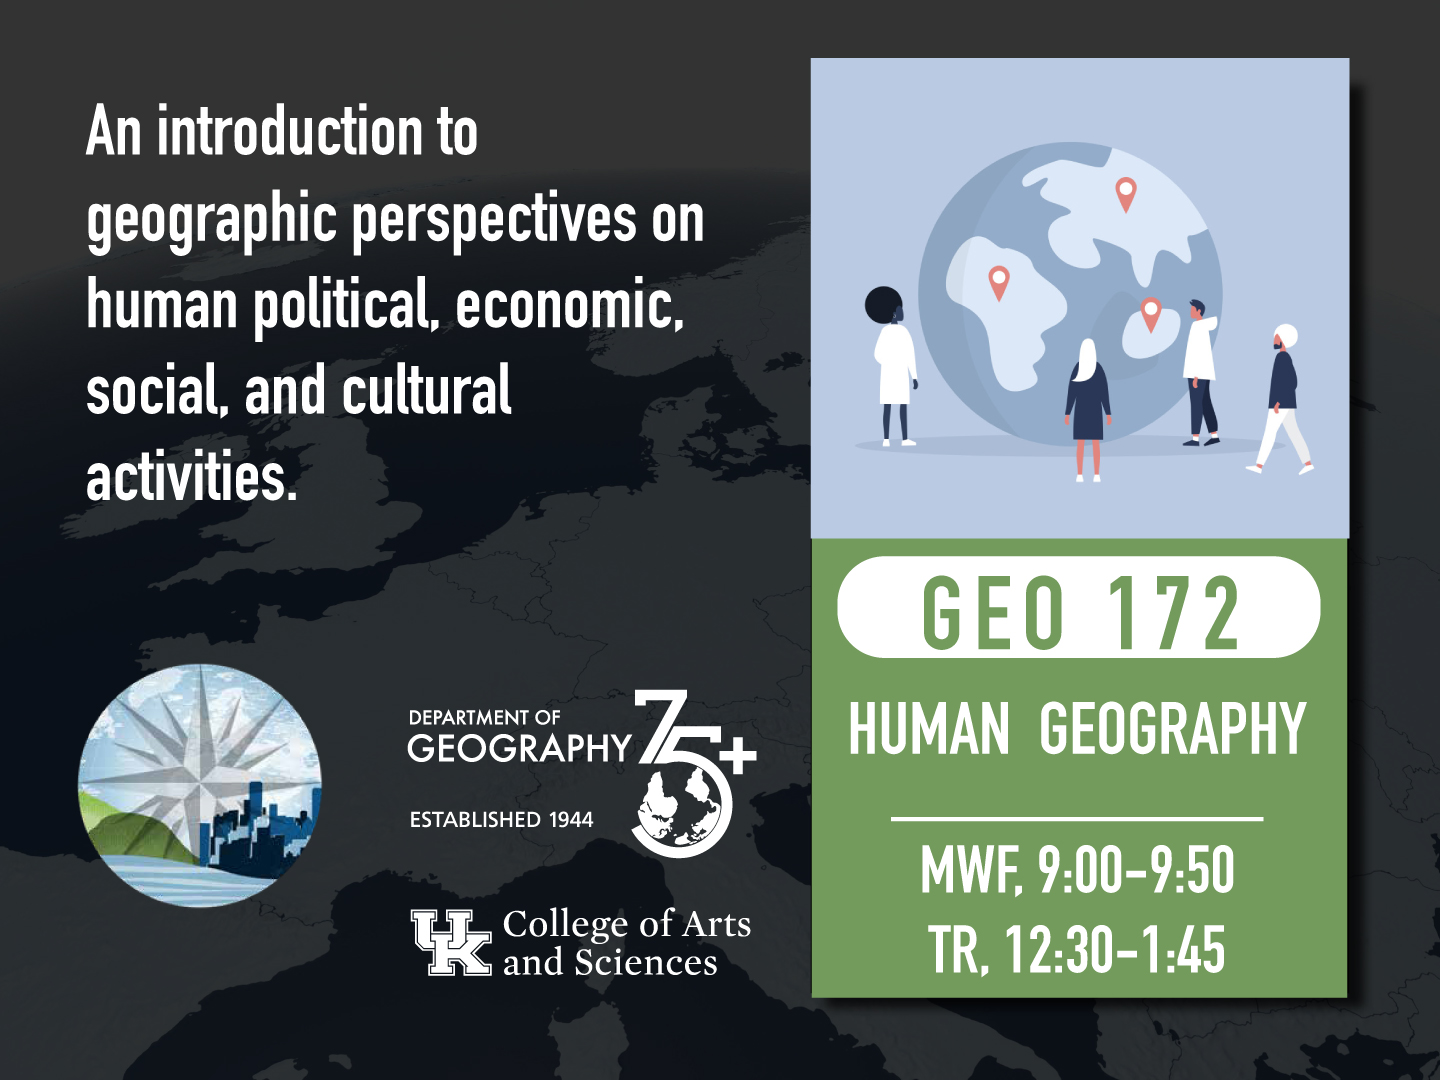 An introduction to
geographic perspectives on
human political, economic,
social, and cultural
activities.
DEPARTMENT OF
GEOGRAPHY
75+
ESTABLISHED 1944
UK
College of Arts
and Sciences
GEO 172
HUMAN GEOGRAPHY
MWF, 9:00-9:50
TR, 12:30-1:45